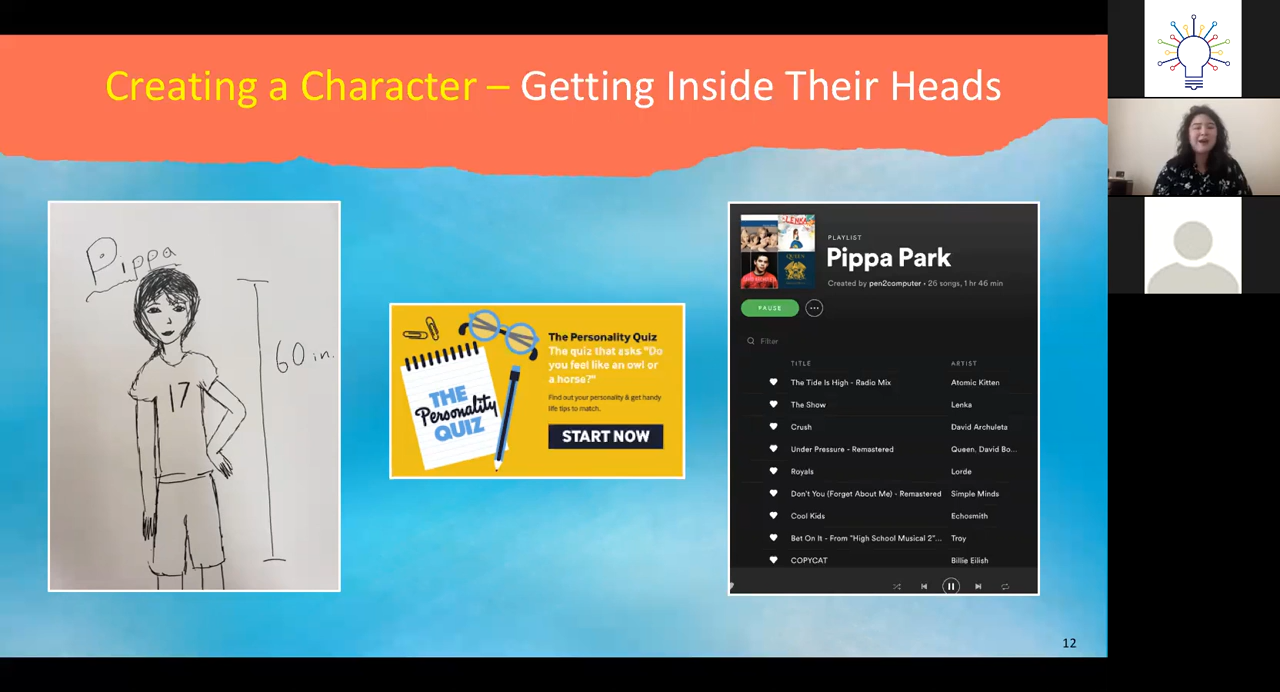 Creating a Character – Getting Inside Their Heads
Pippa
60 in.
17
THE
Personality
QUIZ
The Personality Quiz
The quiz that asks "Do
you feel like an owl or
a horse?"
Find out your personality & get handy
life tips to match.
START NOW
LENKA
QUEEN
PLAYLIST
Pippa Park
Created by pen2computer • 26 songs, 1 hr 46 min
PAUSE
Filter
TITLE ARTIST
The Tide Is High - Radio Mix Atomic Kitten
The Show Lenka
Crush David Archuleta
Under Pressure - Remastered Queen, David Bo...
Royals Lorde
Don't You (Forget About Me) - Remastered Simple Minds
Cool Kids Echosmith
Bet On It - From "High School Musical 2"... Troy
COPYCAT Billie Eilish
12